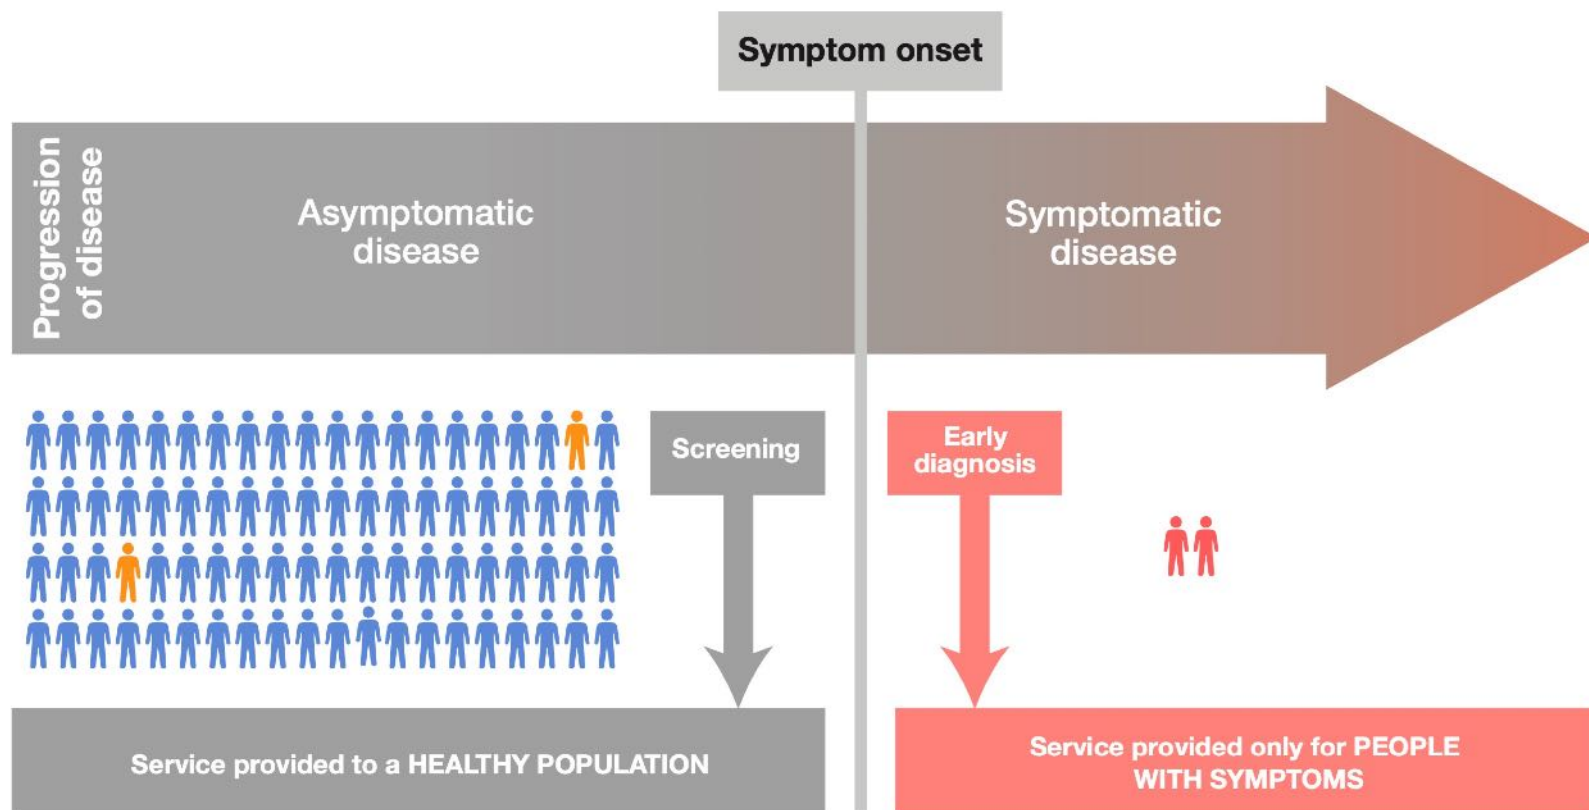 Symptom onset
Progression
of disease
Asymptomatic
disease
Symptomatic
disease
Screening
Early
diagnosis
Service provided to a HEALTHY POPULATION
Service provided only for PEOPLE
WITH SYMPTOMS